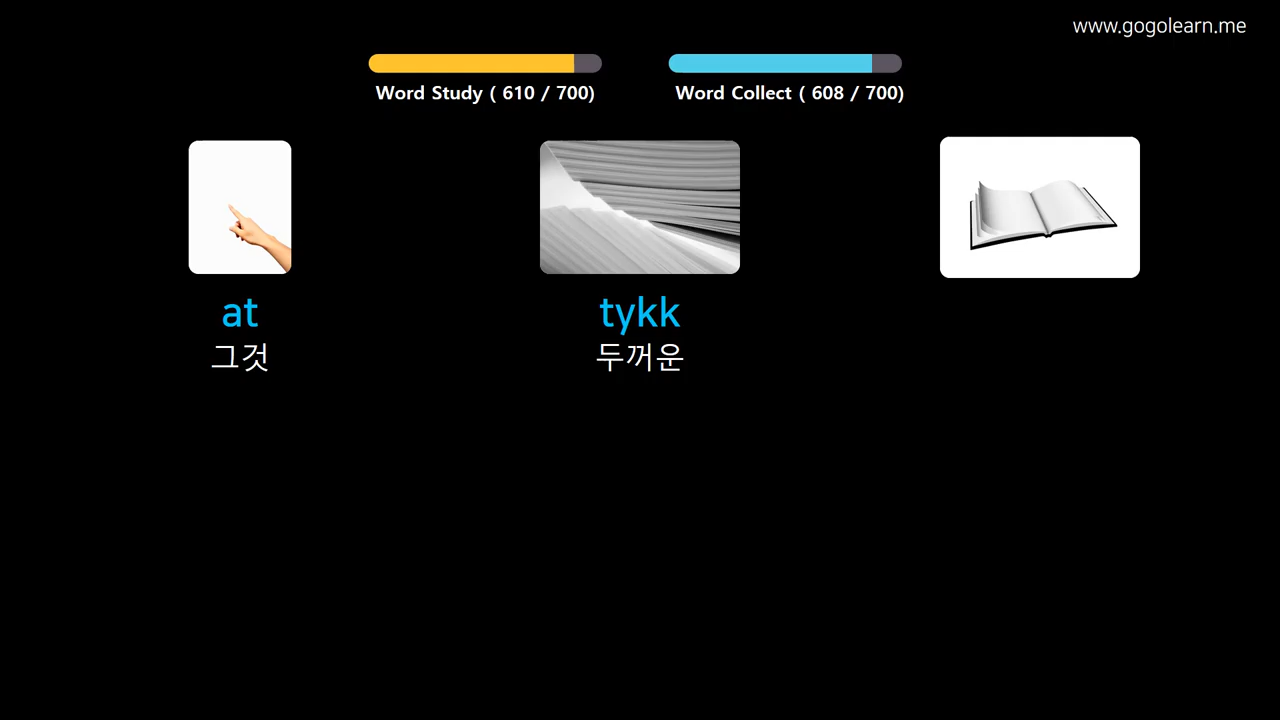 www.gogolearn.me
Word Study ( 610 / 700)
Word Collect ( 608 / 700)
at
그것
tykk
두꺼운